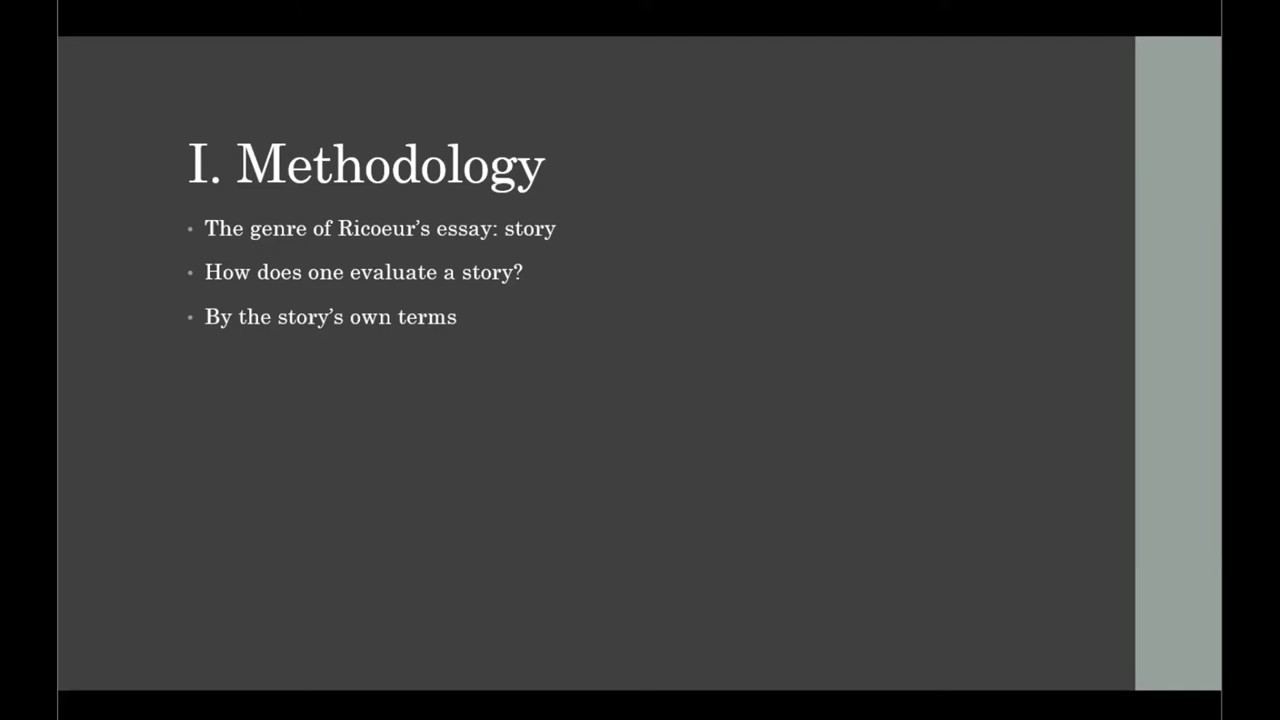 I. Methodology
• The genre of Ricoeur’s essay: story
• How does one evaluate a story?
• By the story’s own terms